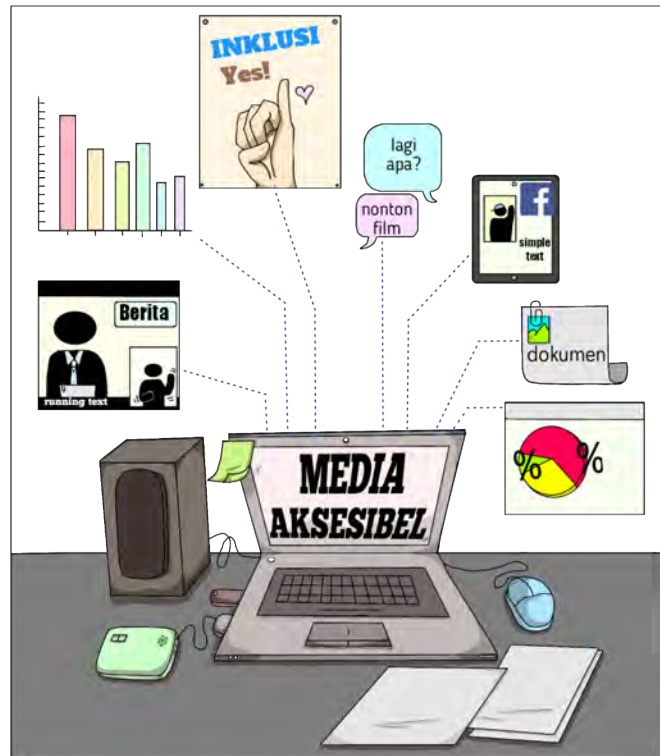 INKLUSI
Yes!
lagi
apa?
nonton
film
f
simple
text
Berita
running text
dokumen
%
%
MEDIA
AKSESIBEL